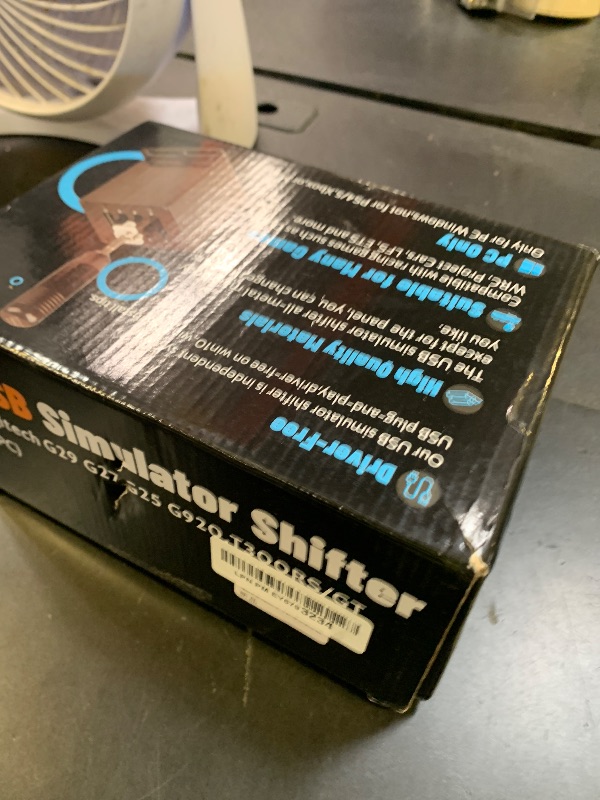 Driver-Free
Our USB simulator shifter is independent
USB plug-and-play,driver-free on win10 w
High Quality Materials
The USB simulator shifter all-metal
except for the panel, you can change
you like.
Suitable for Many Games
Compatible with racing games such as
WRC Project Cars, LFS, ETS and more.
PC Only
Only for PE Windows,not for PS4/5,Xbox,or
SB Simulator Shifter
itech G29 G27 G25 G920 T300RS/GT
PC)
323A